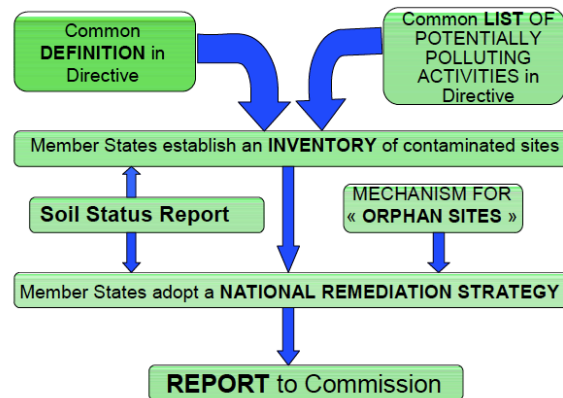 Common
DEFINITION in
Directive
Common LIST OF
POTENTIALLY
POLLUTING
ACTIVITIES in
Directive
Member States establish an INVENTORY of contaminated sites
Soil Status Report
MECHANISM FOR
« ORPHAN SITES »
Member States adopt a NATIONAL REMEDIATION STRATEGY
REPORT to Commission